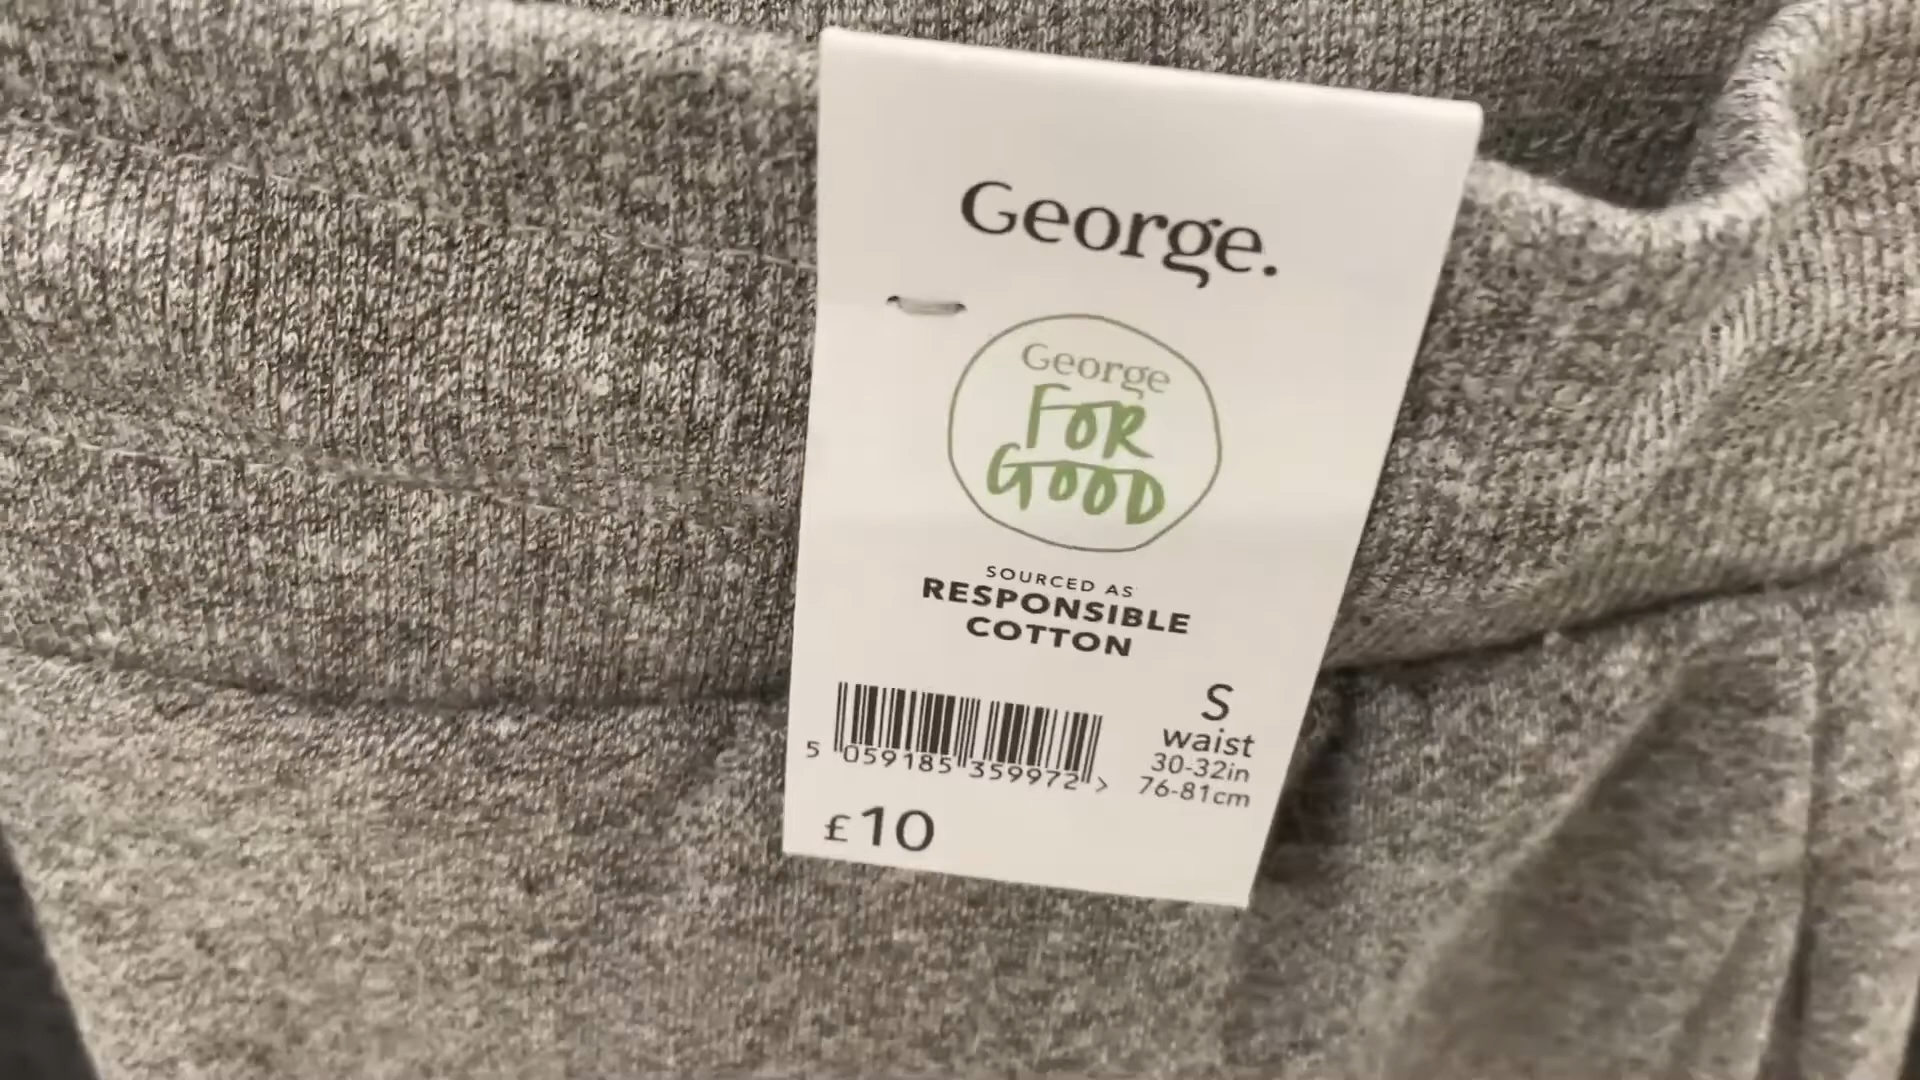 George.
George
FOR
GOOD
SOURCED AS
RESPONSIBLE
COTTON
S
waist
30-32in
76-81cm
5 059185 359972 >
£10